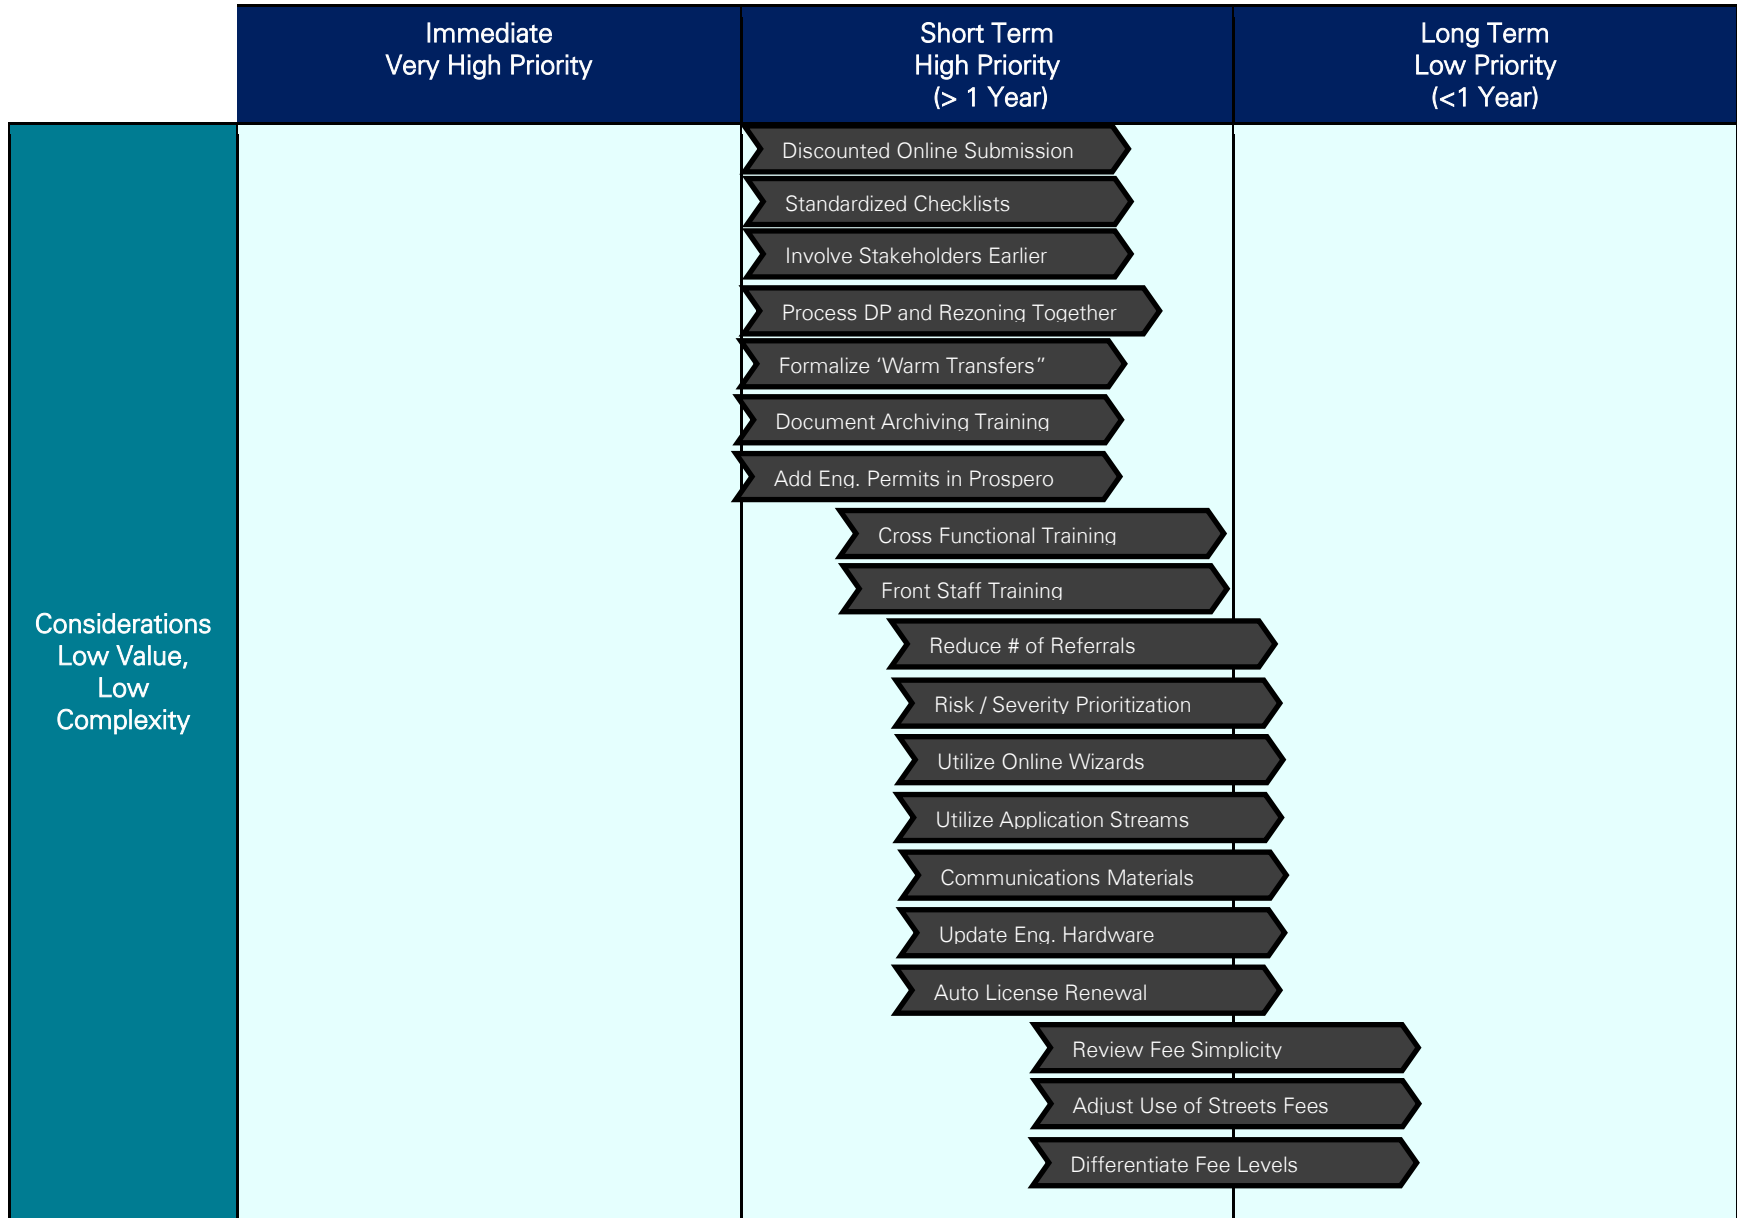 Immediate
Very High Priority
Short Term
High Priority
(> 1 Year)
Long Term
Low Priority
(<1 Year)
Considerations
Low Value,
Low
Complexity
Discounted Online Submission
Standardized Checklists
Involve Stakeholders Earlier
Process DP and Rezoning Together
Formalize ‘Warm Transfers”
Document Archiving Training
Add Eng. Permits in Prospero
Cross Functional Training
Front Staff Training
Reduce # of Referrals
Risk / Severity Prioritization
Utilize Online Wizards
Utilize Application Streams
Communications Materials
Update Eng. Hardware
Auto License Renewal
Review Fee Simplicity
Adjust Use of Streets Fees
Differentiate Fee Levels